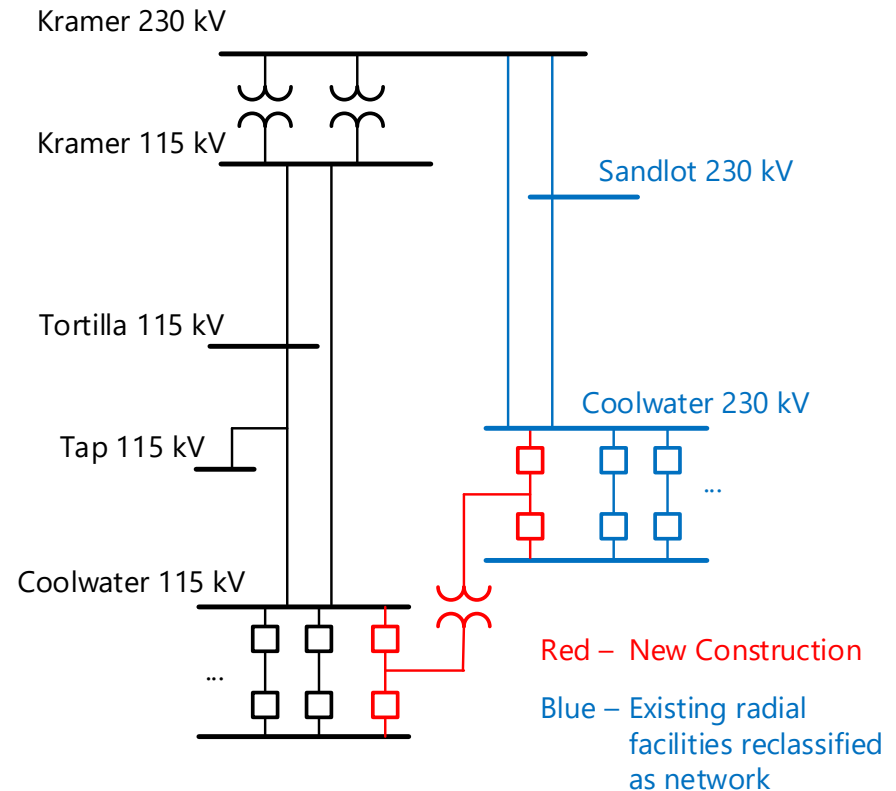 Kramer 230 kV
Kramer 115 kV
Sandlot 230 kV
Tortilla 115 kV
Coolwater 230 kV
Tap 115 kV
...
Coolwater 115 kV
...
Red – New Construction
Blue – Existing radial
facilities reclassified
as network